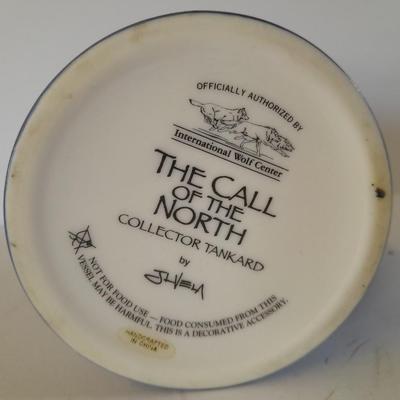 OFFICIALLY AUTHORIZED BY
International Wolf Center
THE CALL
OF THE
NORTH
COLLECTOR TANKARD
by
NOT FOR FOOD USE — FOOD CONSUMED FROM THIS
VESSEL MAY BE HARMFUL. THIS IS A DECORATIVE ACCESSORY.
HANDCRAFTED
IN CHINA